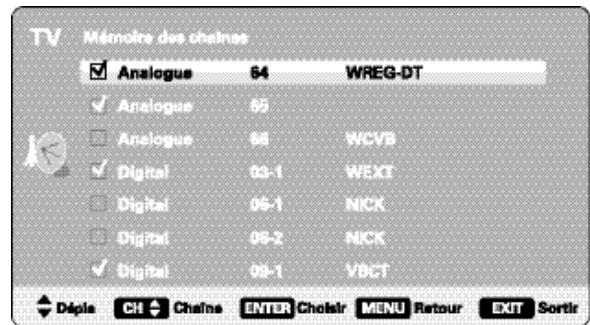 TV Mémoire des chaînes
Analogue 64 WREG-DT
Analogue 65
Analogue 66 WCVB
Digital 03-1 WEXT
Digital 06-1 NICK
Digital 06-2 NICK
Digital 09-1 VBCT
Dépla CH Chaîne ENTER Choisir MENU Retour EXIT Sortir